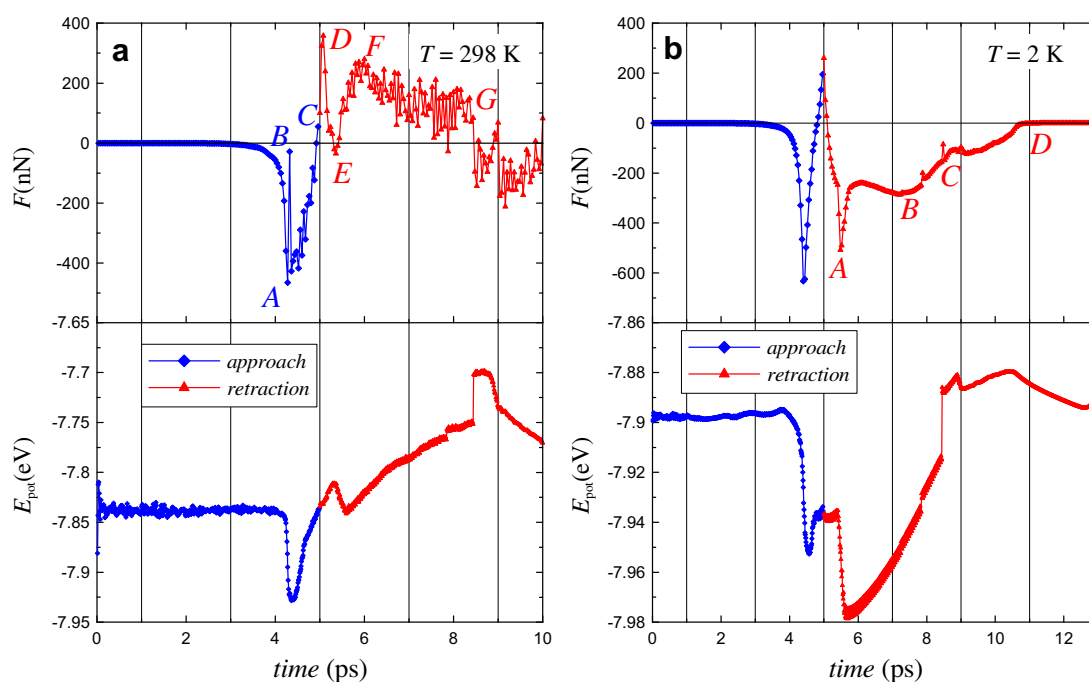 a
T = 298 K
F(nN)
400
200
0
-200
-400
-600
A
B
C
D
E
F
G
b
T = 2 K
F(nN)
400
200
0
-200
-400
-600
A
B
C
D
-7.65
-7.7
-7.75
-7.8
-7.85
-7.9
-7.95
Epot(eV)
approach
retraction
0
2
4
6
8
10
time (ps)
-7.86
-7.88
-7.9
-7.92
-7.94
-7.96
-7.98
Epot(eV)
approach
retraction
0
2
4
6
8
10
12
time (ps)